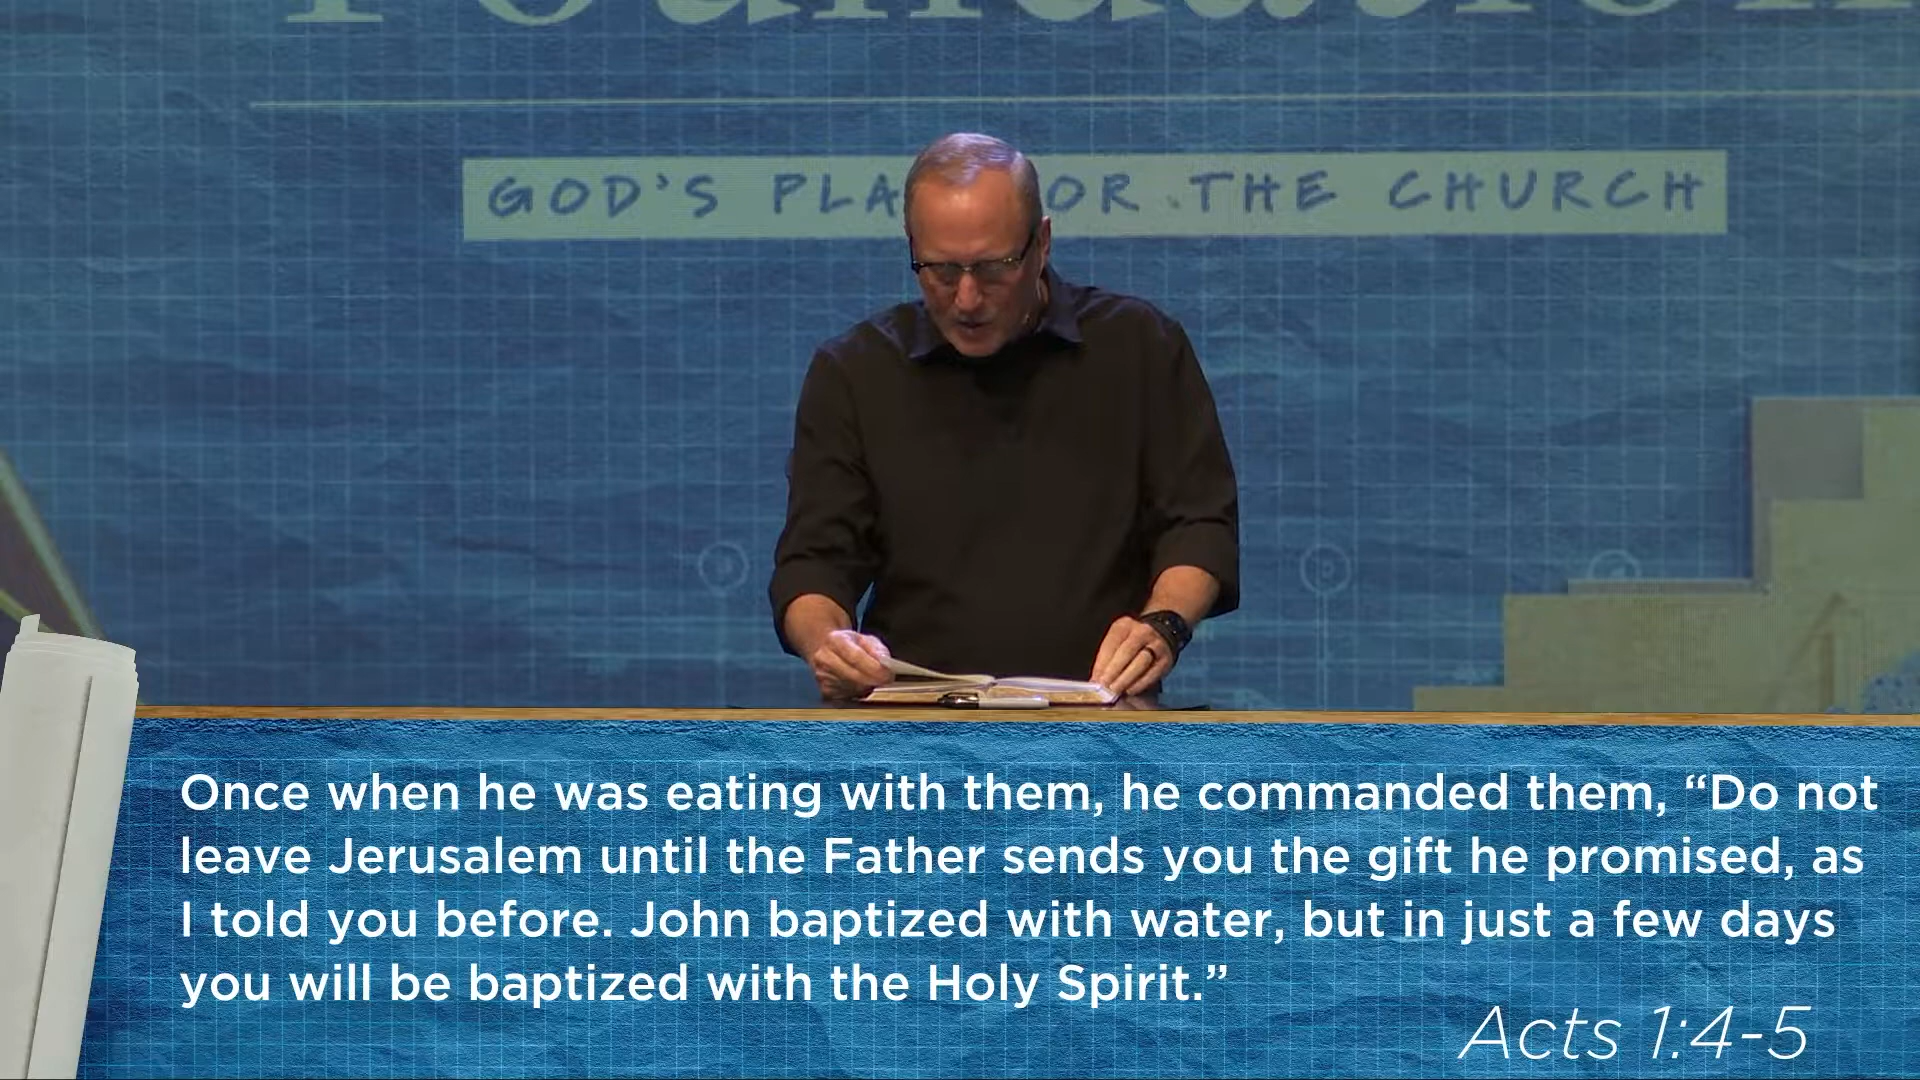 Foundation
GOD'S PLA OR THE CHURCH
Once when he was eating with them, he commanded them, “Do not
leave Jerusalem until the Father sends you the gift he promised, as
I told you before. John baptized with water, but in just a few days
you will be baptized with the Holy Spirit.”
Acts 1:4-5